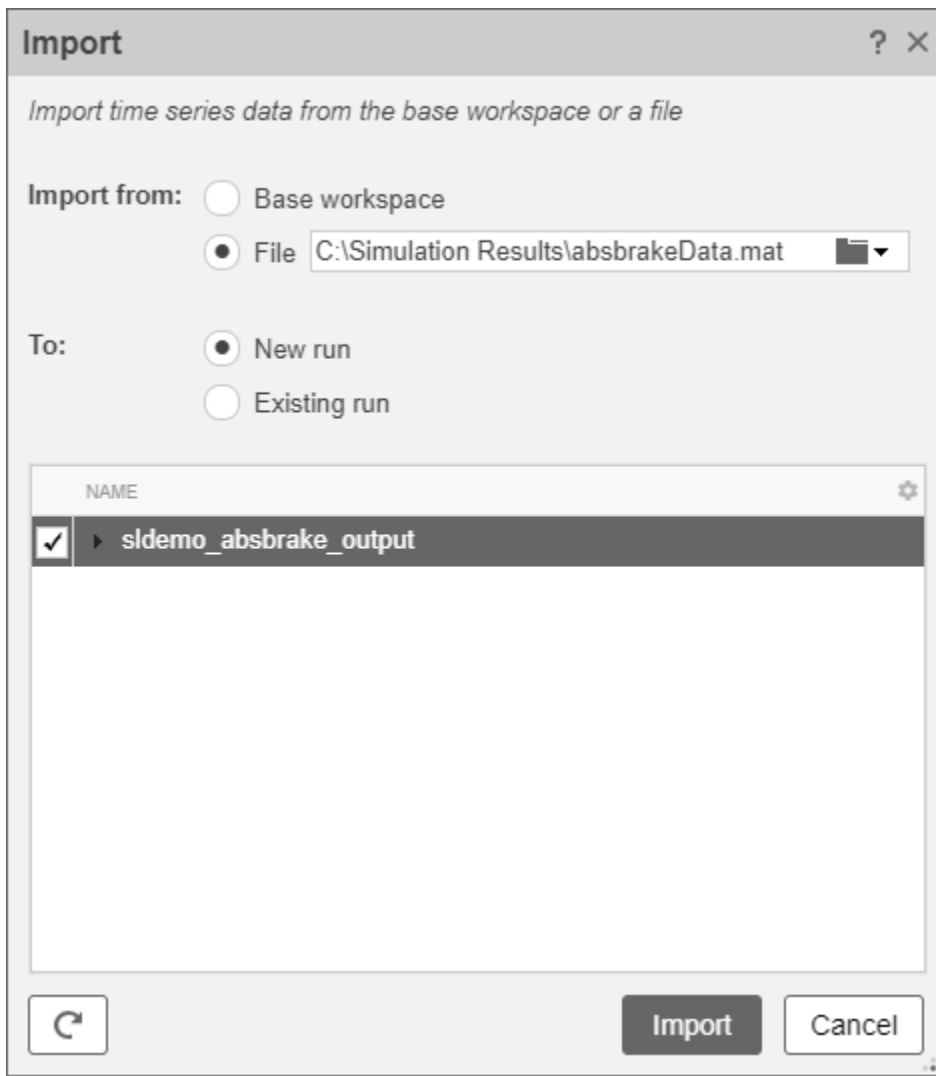 Import ? ×
Import time series data from the base workspace or a file
Import from: Base workspace
File C:\Simulation Results\absbrakeData.mat
To: New run
Existing run
NAME
sldemo_absbrake_output
Import Cancel